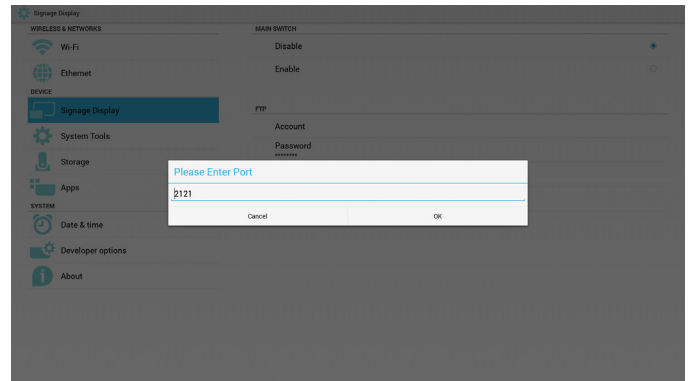 Signage Display
WIRELESS & NETWORKS
Wi-Fi
Ethernet
DEVICE
Signage Display
System Tools
Storage
Apps
SYSTEM
Date & time
Developer options
About
MAIN SWITCH
Disable
Enable
FTP
Account
Password
********
Please Enter Port
2121
Cancel
OK